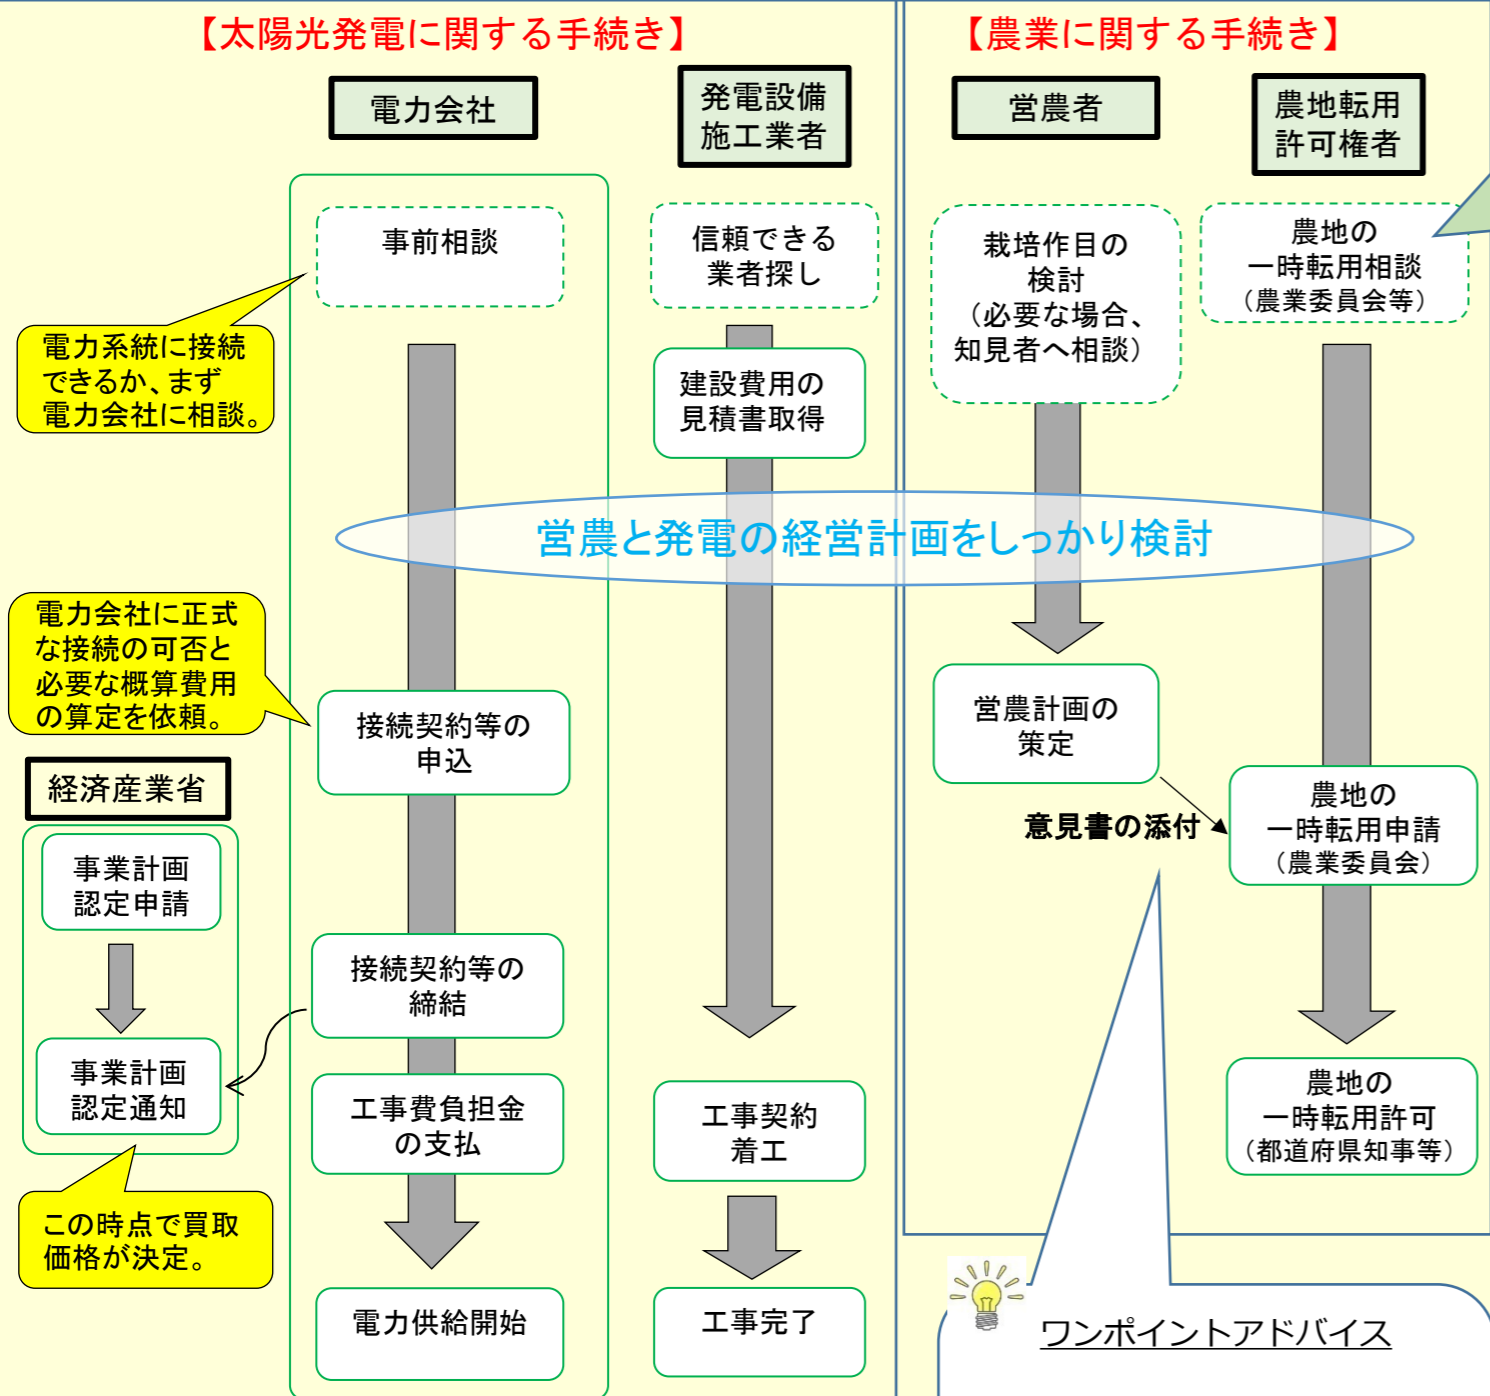 【太陽光発電に関する手続き】
電力会社
発電設備
施工業者
事前相談
信頼できる
業者探し
電力系統に接続
できるか、まず
電力会社に相談。
建設費用の
見積書取得
【農業に関する手続き】
営農者
農地転用
許可権者
栽培作目の
検討
（必要な場合、
知見者へ相談）
農地の
一時転用相談
（農業委員会等）
営農と発電の経営計画をしっかり検討
電力会社に正式
な接続の可否と
必要な概算費用
の算定を依頼。
接続契約等の
申込
経済産業省
事業計画
認定申請
接続契約等の
締結
事業計画
認定通知
工事費負担金
の支払
工事契約
着工
この時点で買取
価格が決定。
電力供給開始
工事完了
営農計画の
策定
意見書の添付
農地の
一時転用申請
（農業委員会）
農地の
一時転用許可
（都道府県知事等）
ワンポイントアドバイス